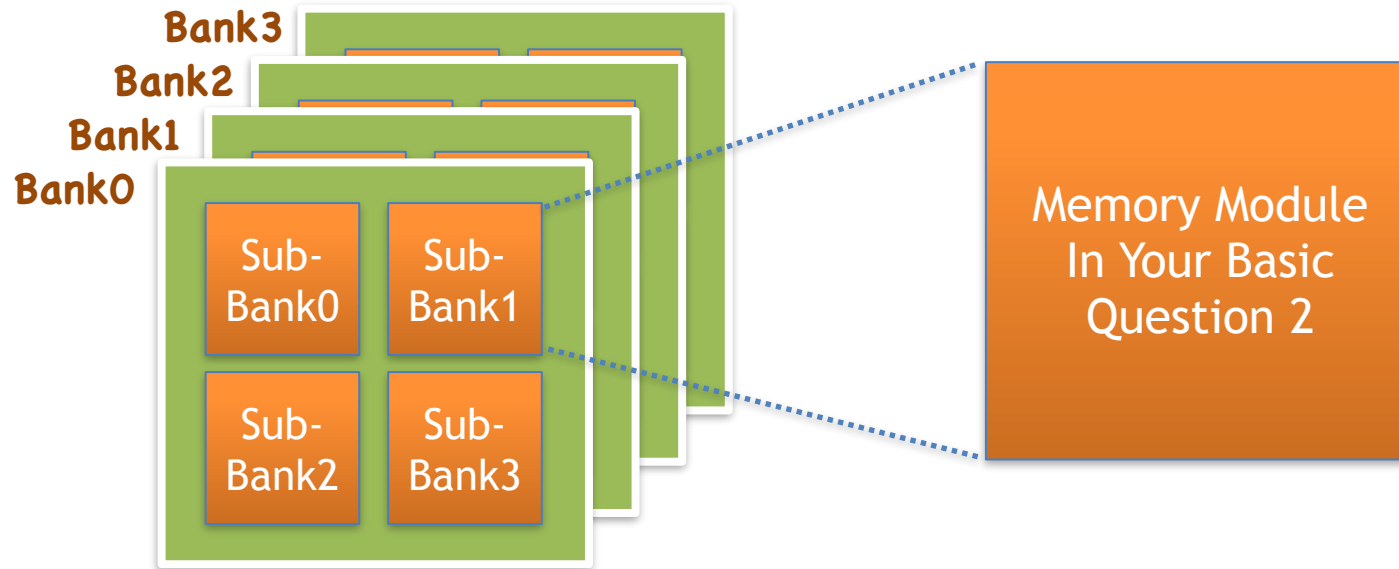 Bank3
Bank2
Bank1
Bank0
Sub-
Bank0
Sub-
Bank1
Sub-
Bank2
Sub-
Bank3
Memory Module
In Your Basic
Question 2